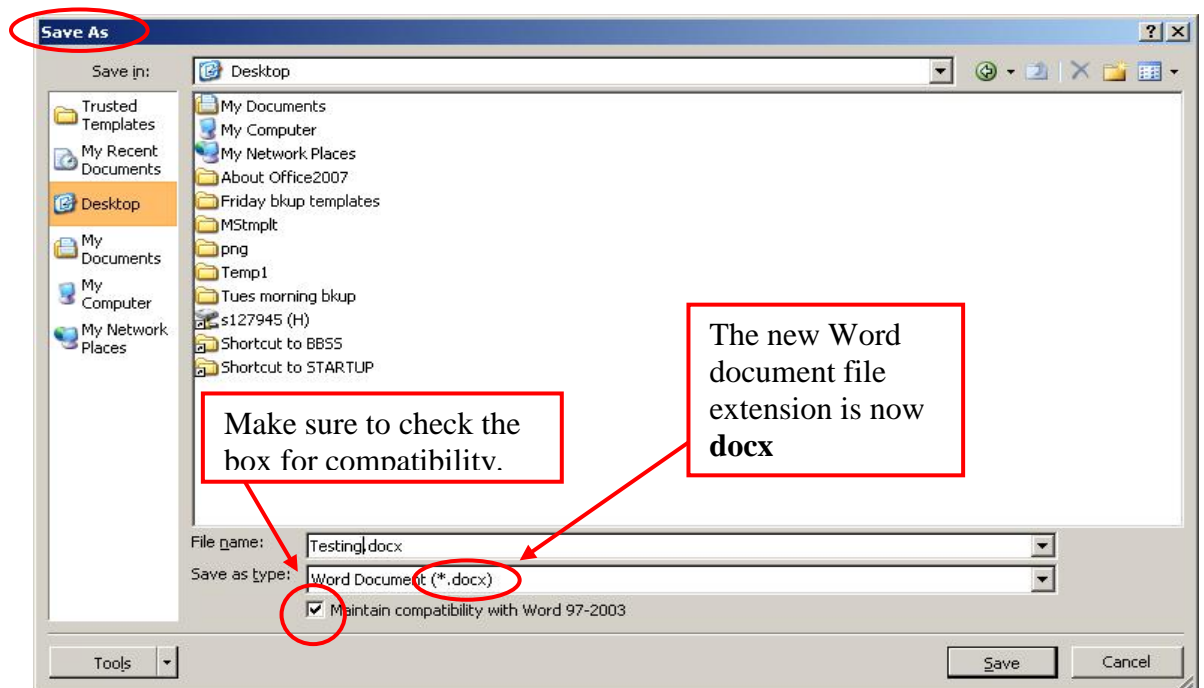 Save As
Save in:
Desktop
Trusted
Templates
My Recent
Documents
Desktop
My
Documents
My
Computer
My Network
Places
My Documents
My Computer
My Network Places
About Office2007
Friday bkup templates
MStmplt
png
Temp1
Tues morning bkup
s127945 (H)
Shortcut to BBSS
Shortcut to STARTUP
Make sure to check the
box for compatibility.
The new Word
document file
extension is now
docx
File name:
Testing.docx
Save as type:
Word Document (*.docx)
Maintain compatibility with Word 97-2003
Tools
Save
Cancel